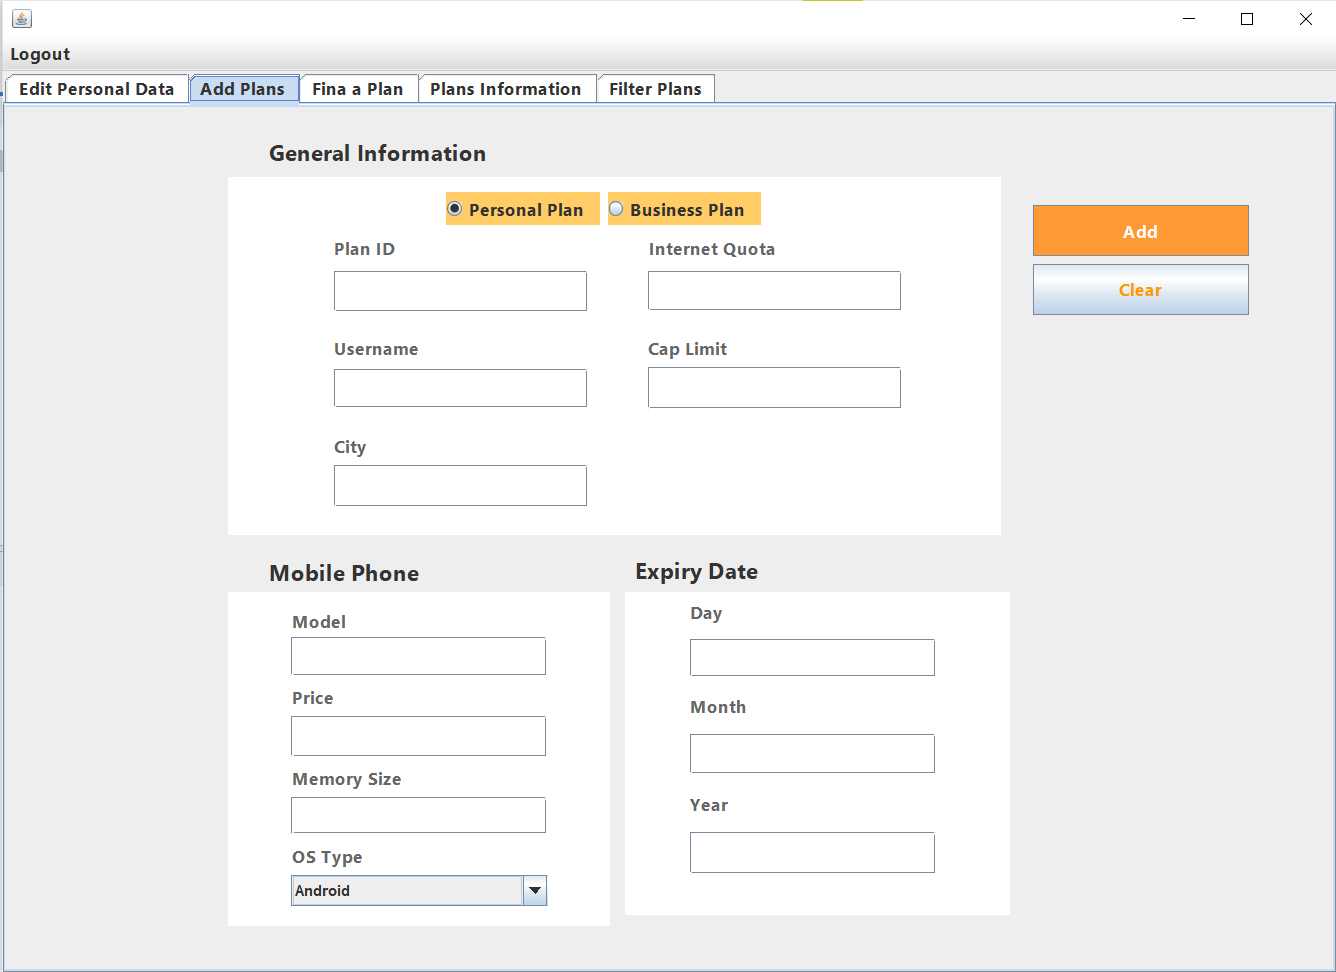 Logout
Edit Personal Data Add Plans Fina a Plan Plans Information Filter Plans
General Information
Personal Plan Business Plan
Plan ID Internet Quota
Username Cap Limit
City
Add
Clear
Mobile Phone
Model
Price
Memory Size
OS Type
Android
Expiry Date
Day
Month
Year